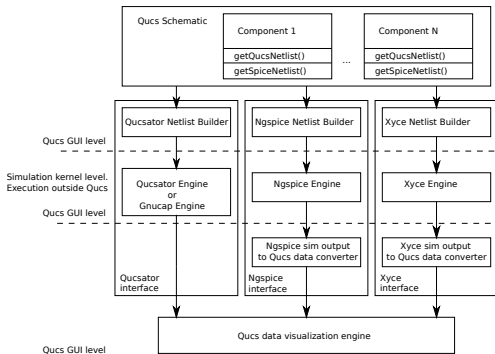 Qucs Schematic
Component 1
getQucsNetlist()
getSpiceNetlist()
...
Component N
getQucsNetlist()
getSpiceNetlist()
Qucsator Netlist Builder
Ngspice Netlist Builder
Xyce Netlist Builder
Qucs GUI level
Simulation kernel level.
Execution outside Qucs
Qucsator Engine
or
Gnucap Engine
Ngspice Engine
Xyce Engine
Qucs GUI level
Ngspice sim output
to Qucs data converter
Xyce sim output
to Qucs data converter
Qucsator
interface
Ngspice
interface
Xyce
interface
Qucs data visualization engine
Qucs GUI level